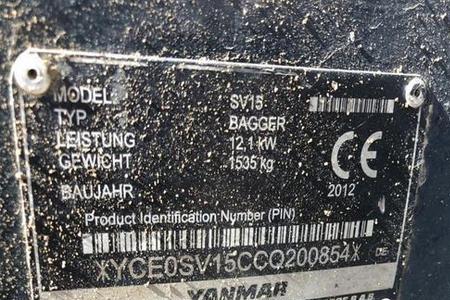 MODEL SV15
TYP BAGGER
LEISTUNG 12.1 kW
GEWICHT 1535 kg
CE
BAUJAHR 2012
Product Identification Number (PIN)
XYCE0SV15CCQ200854X
YANMAR